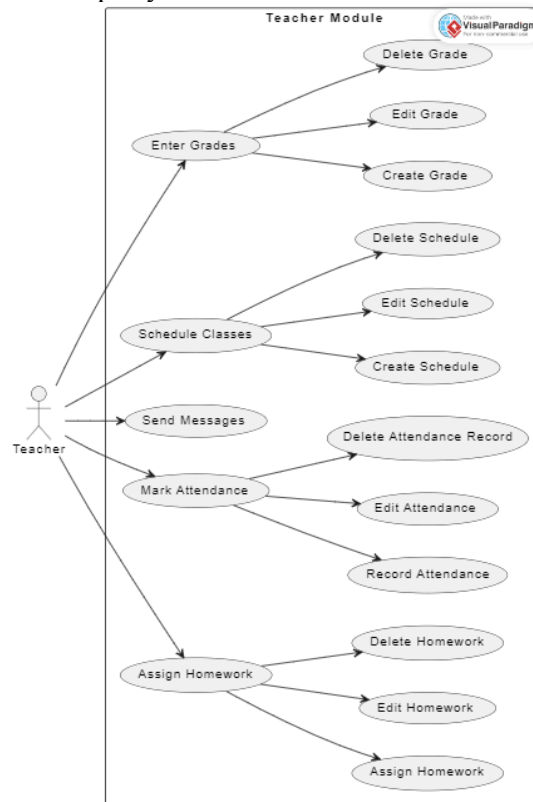 Teacher Module
Made with
VisualParadigm
For non-commercial use
Delete Grade
Edit Grade
Enter Grades
Create Grade
Delete Schedule
Edit Schedule
Schedule Classes
Create Schedule
Send Messages
Teacher
Delete Attendance Record
Mark Attendance
Edit Attendance
Record Attendance
Delete Homework
Assign Homework
Edit Homework
Assign Homework